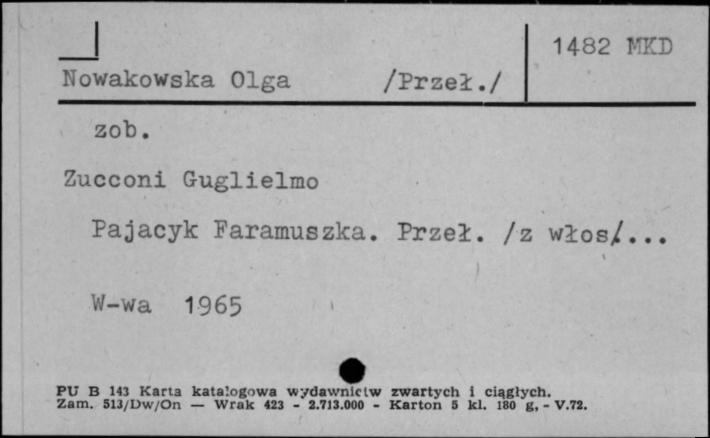 1482 MKD
Nowakowska Olga /Przeł./
zob.
Zucconi Guglielmo
Pajacyk Faramuszka. Przeł. /z włos/...
W-wa 1965
PU B 143 Karta katalogowa wydawnictw zwartych i ciągłych.
Zam. 513/Dw/On — Wrak 423 - 2.713.000 - Karton 5 kl. 180 g, - V.72.